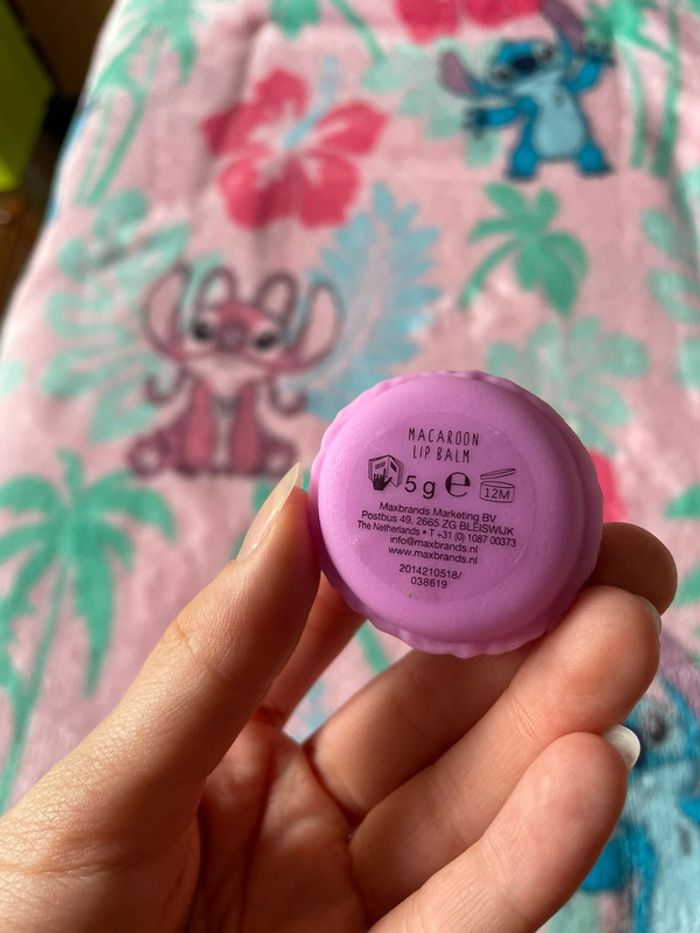 MACAROON
LIP BALM
5 g e 12M
Maxbrands Marketing BV
Postbus 49, 2665 ZG BLEISWIJK
The Netherlands • T +31 (0) 1087 00373
info@maxbrands.nl
www.maxbrands.nl
2014210518/
038619